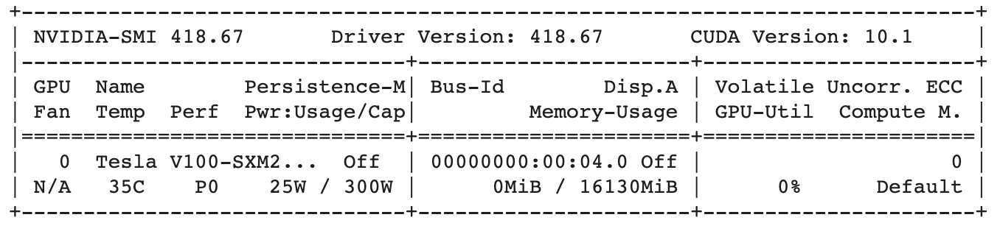 +-----------------------------------------------------------------------------+
| NVIDIA-SMI 418.67       Driver Version: 418.67       CUDA Version: 10.1     |
|-------------------------------+----------------------+----------------------+
| GPU  Name        Persistence-M| Bus-Id        Disp.A | Volatile Uncorr. ECC |
| Fan  Temp  Perf  Pwr:Usage/Cap|         Memory-Usage | GPU-Util  Compute M. |
|===============================+======================+======================|
|   0  Tesla V100-SXM2...  Off  | 00000000:00:04.0 Off |                    0 |
| N/A   35C    P0    25W / 300W |      0MiB / 16130MiB |      0%      Default |
+-------------------------------+----------------------+----------------------+